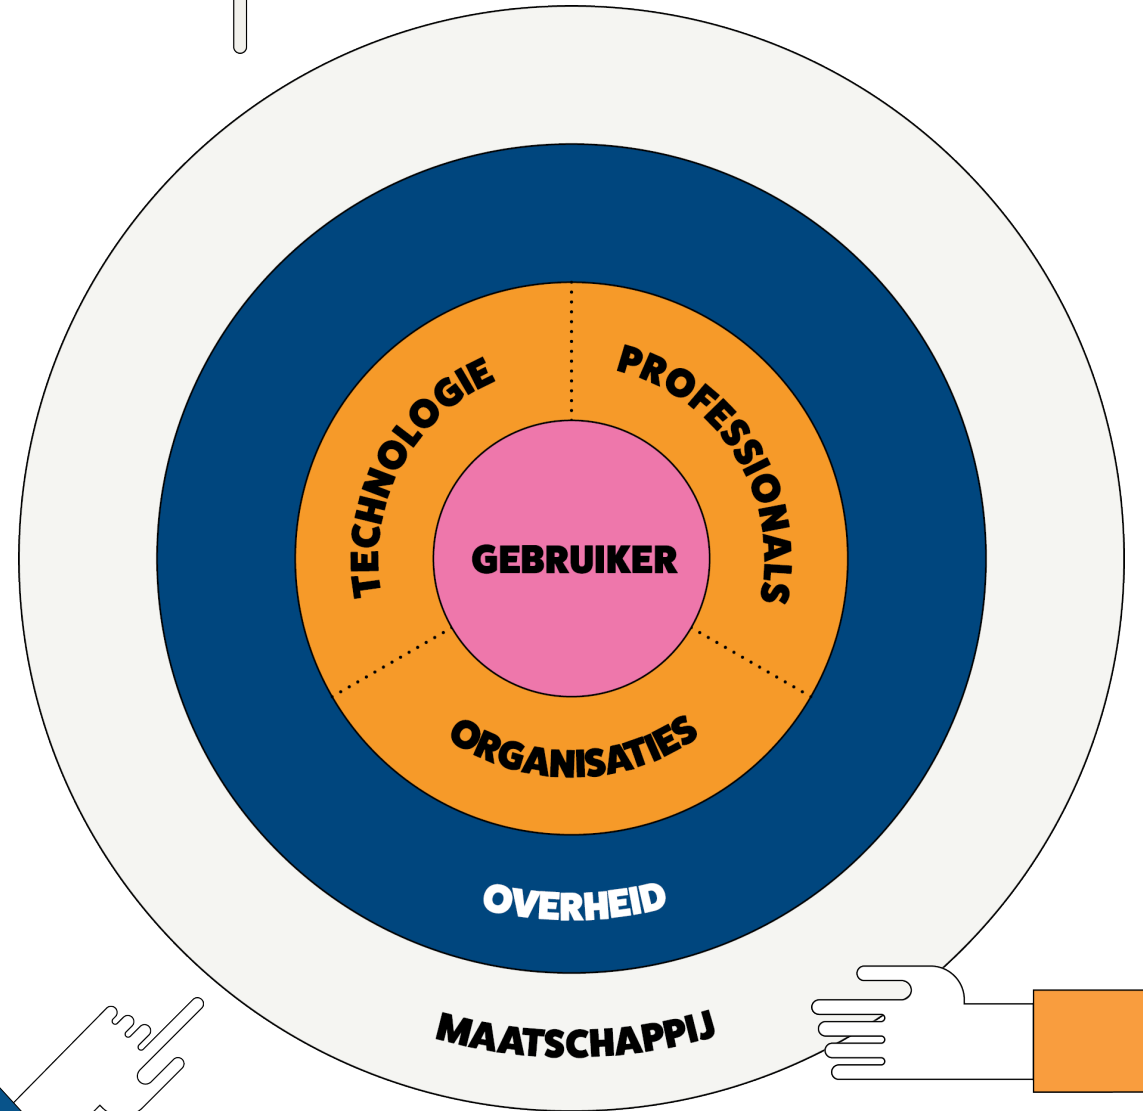 TECHNOLOGIE
PROFESSIONALS
GEBRUIKER
ORGANISATIES
OVERHEID
MAATSCHAPPIJ